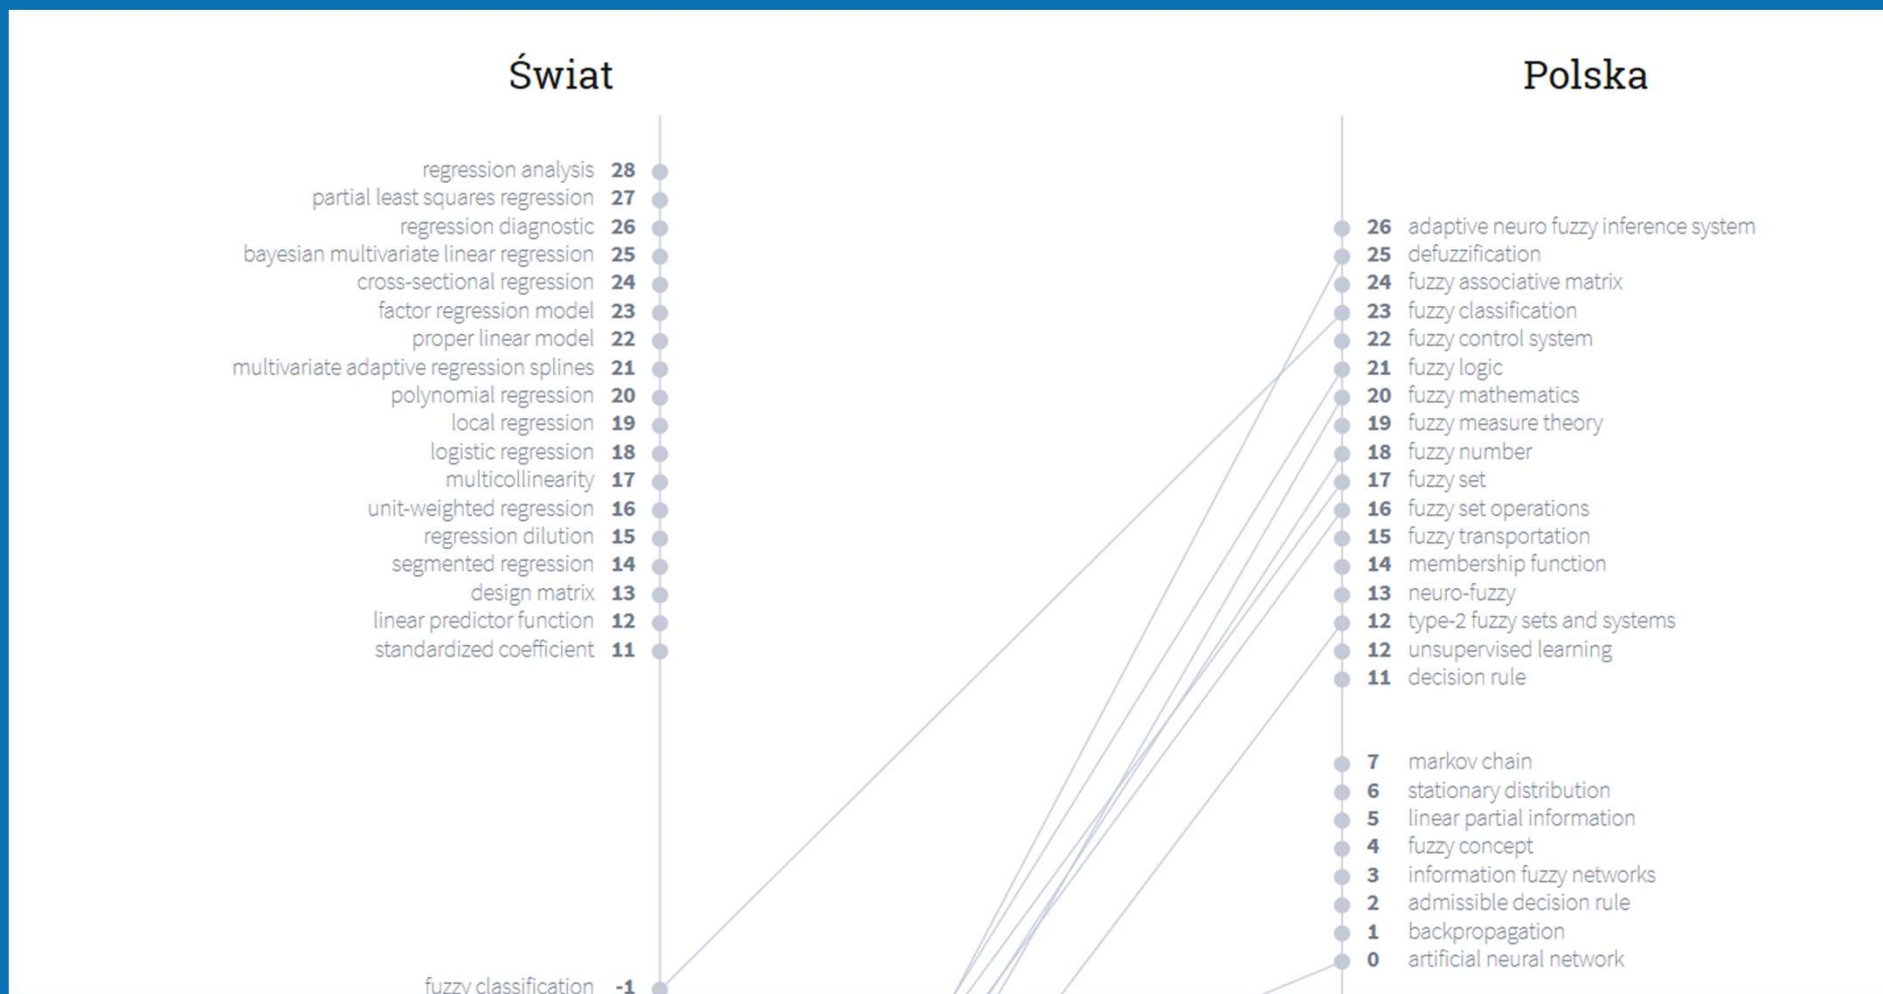 Świat
Polska
regression analysis 28
partial least squares regression 27
regression diagnostic 26
bayesian multivariate linear regression 25
cross-sectional regression 24
factor regression model 23
proper linear model 22
multivariate adaptive regression splines 21
polynomial regression 20
local regression 19
logistic regression 18
multicollinearity 17
unit-weighted regression 16
regression dilution 15
segmented regression 14
design matrix 13
linear predictor function 12
standardized coefficient 11
fuzzy classification -1
26 adaptive neuro fuzzy inference system
25 defuzzification
24 fuzzy associative matrix
23 fuzzy classification
22 fuzzy control system
21 fuzzy logic
20 fuzzy mathematics
19 fuzzy measure theory
18 fuzzy number
17 fuzzy set
16 fuzzy set operations
15 fuzzy transportation
14 membership function
13 neuro-fuzzy
12 type-2 fuzzy sets and systems
12 unsupervised learning
11 decision rule
7 markov chain
6 stationary distribution
5 linear partial information
4 fuzzy concept
3 information fuzzy networks
2 admissible decision rule
1 backpropagation
0 artificial neural network